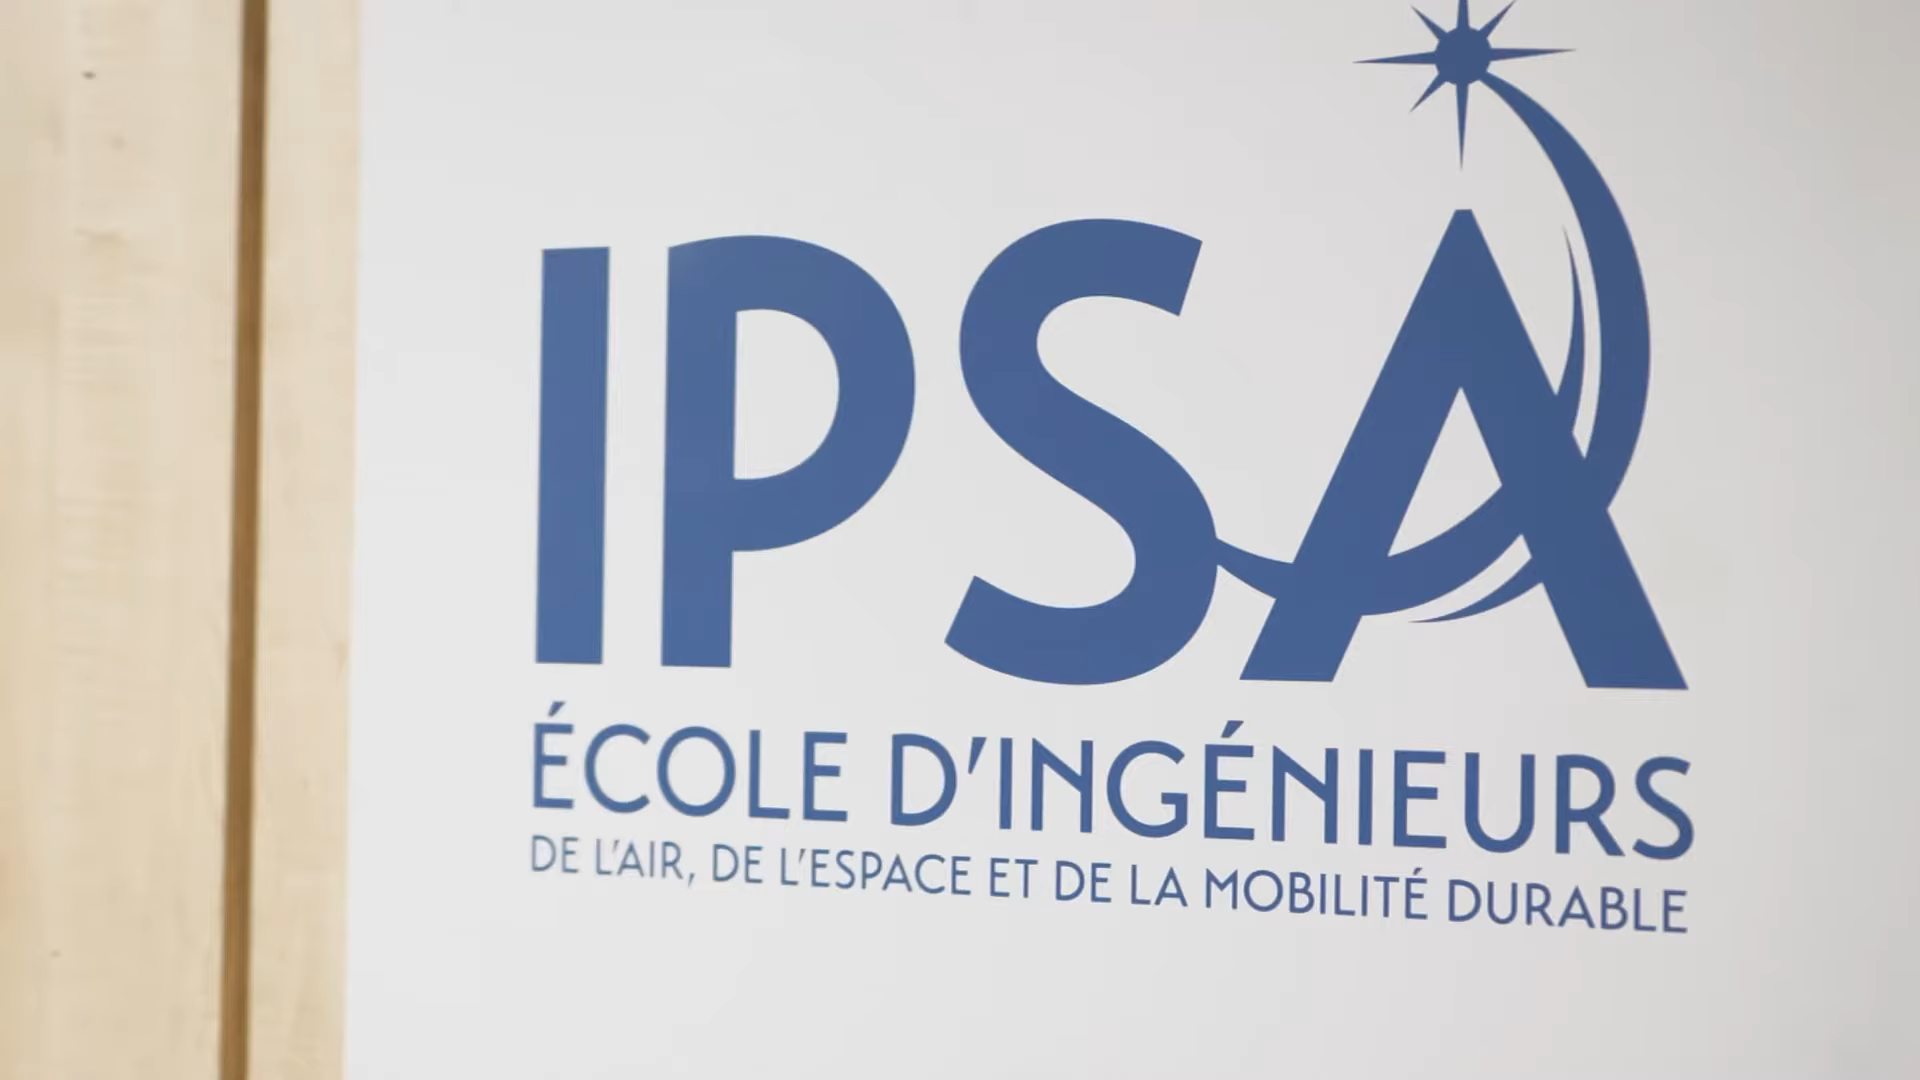 IPSA
ÉCOLE D'INGÉNIEURS
DE L'AIR, DE L'ESPACE ET DE LA MOBILITÉ DURABLE